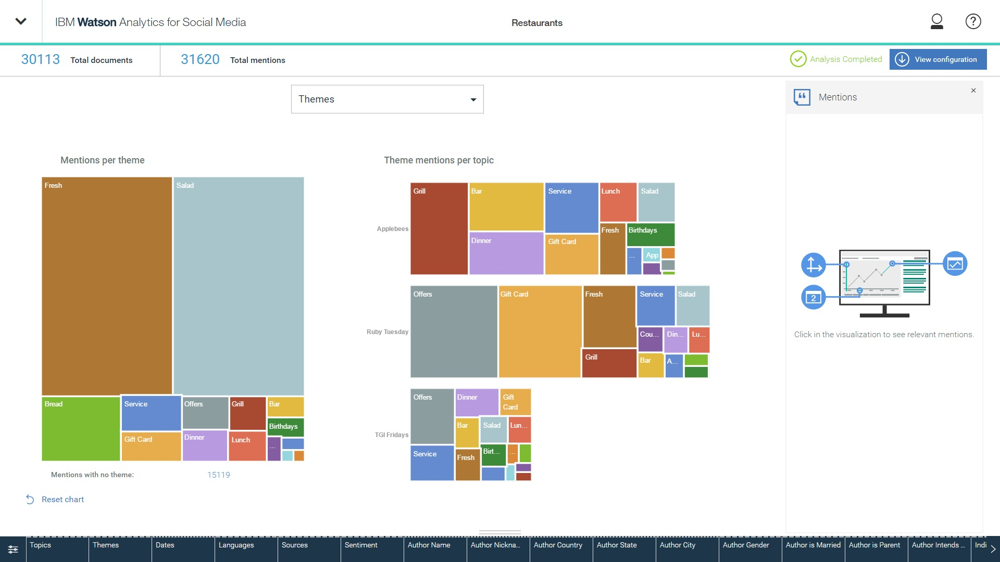 IBM Watson Analytics for Social Media
Restaurants
?
30113 Total documents
31620 Total mentions
Analysis Completed
View configuration
Themes
Mentions
Mentions per theme
Fresh
Salad
Bread
Service
Offers
Grill
Bar
Birthdays
Gift Card
Dinner
Lunch
...
Mentions with no theme: 15119
Reset chart
Theme mentions per topic
Applebees
Grill
Bar
Service
Lunch
Salad
Dinner
Gift Card
Fresh
Birthdays
...
App
Ruby Tuesday
Offers
Gift Card
Fresh
Service
Salad
Cou...
Din...
Lu...
Grill
Bar
A...
TGI Fridays
Offers
Dinner
Gift
Card
Bar
Salad
Lun...
Service
Fresh
Birt...
...
2
Click in the visualization to see relevant mentions.
Topics
Themes
Dates
Languages
Sources
Sentiment
Author Name
Author Nickna...
Author Country
Author State
Author City
Author Gender
Author is Married
Author is Parent
Author Intends ...
Indi